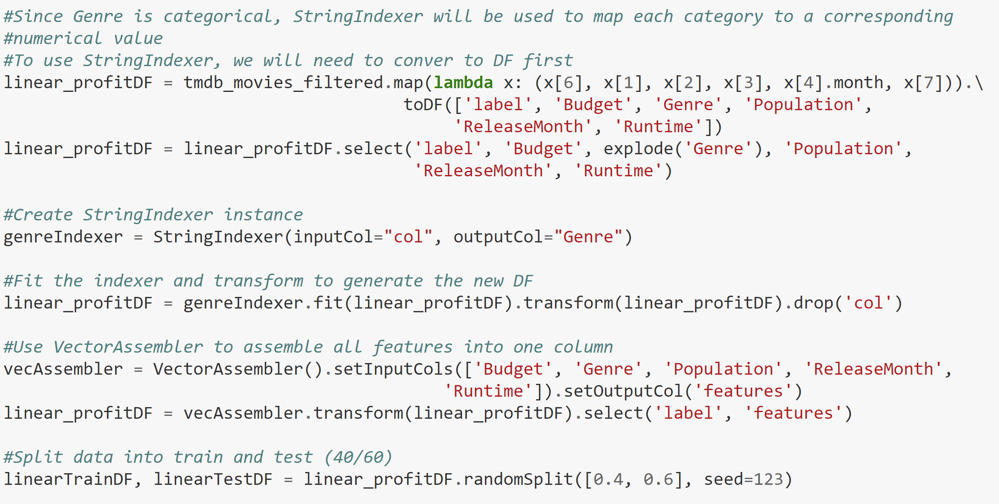 #Since Genre is categorical, StringIndexer will be used to map each category to a corresponding
#numerical value
#To use StringIndexer, we will need to conver to DF first
linear_profitDF = tmdb_movies_filtered.map(lambda x: (x[6], x[1], x[2], x[3], x[4].month, x[7])).\
                                        toDF(['label', 'Budget', 'Genre', 'Population',
                                             'ReleaseMonth', 'Runtime'])
linear_profitDF = linear_profitDF.select('label', 'Budget', explode('Genre'), 'Population',
                                         'ReleaseMonth', 'Runtime')

#Create StringIndexer instance
genreIndexer = StringIndexer(inputCol="col", outputCol="Genre")

#Fit the indexer and transform to generate the new DF
linear_profitDF = genreIndexer.fit(linear_profitDF).transform(linear_profitDF).drop('col')

#Use VectorAssembler to assemble all features into one column
vecAssembler = VectorAssembler().setInputCols(['Budget', 'Genre', 'Population', 'ReleaseMonth',
                                            'Runtime']).setOutputCol('features')
linear_profitDF = vecAssembler.transform(linear_profitDF).select('label', 'features')

#Split data into train and test (40/60)
linearTrainDF, linearTestDF = linear_profitDF.randomSplit([0.4, 0.6], seed=123)